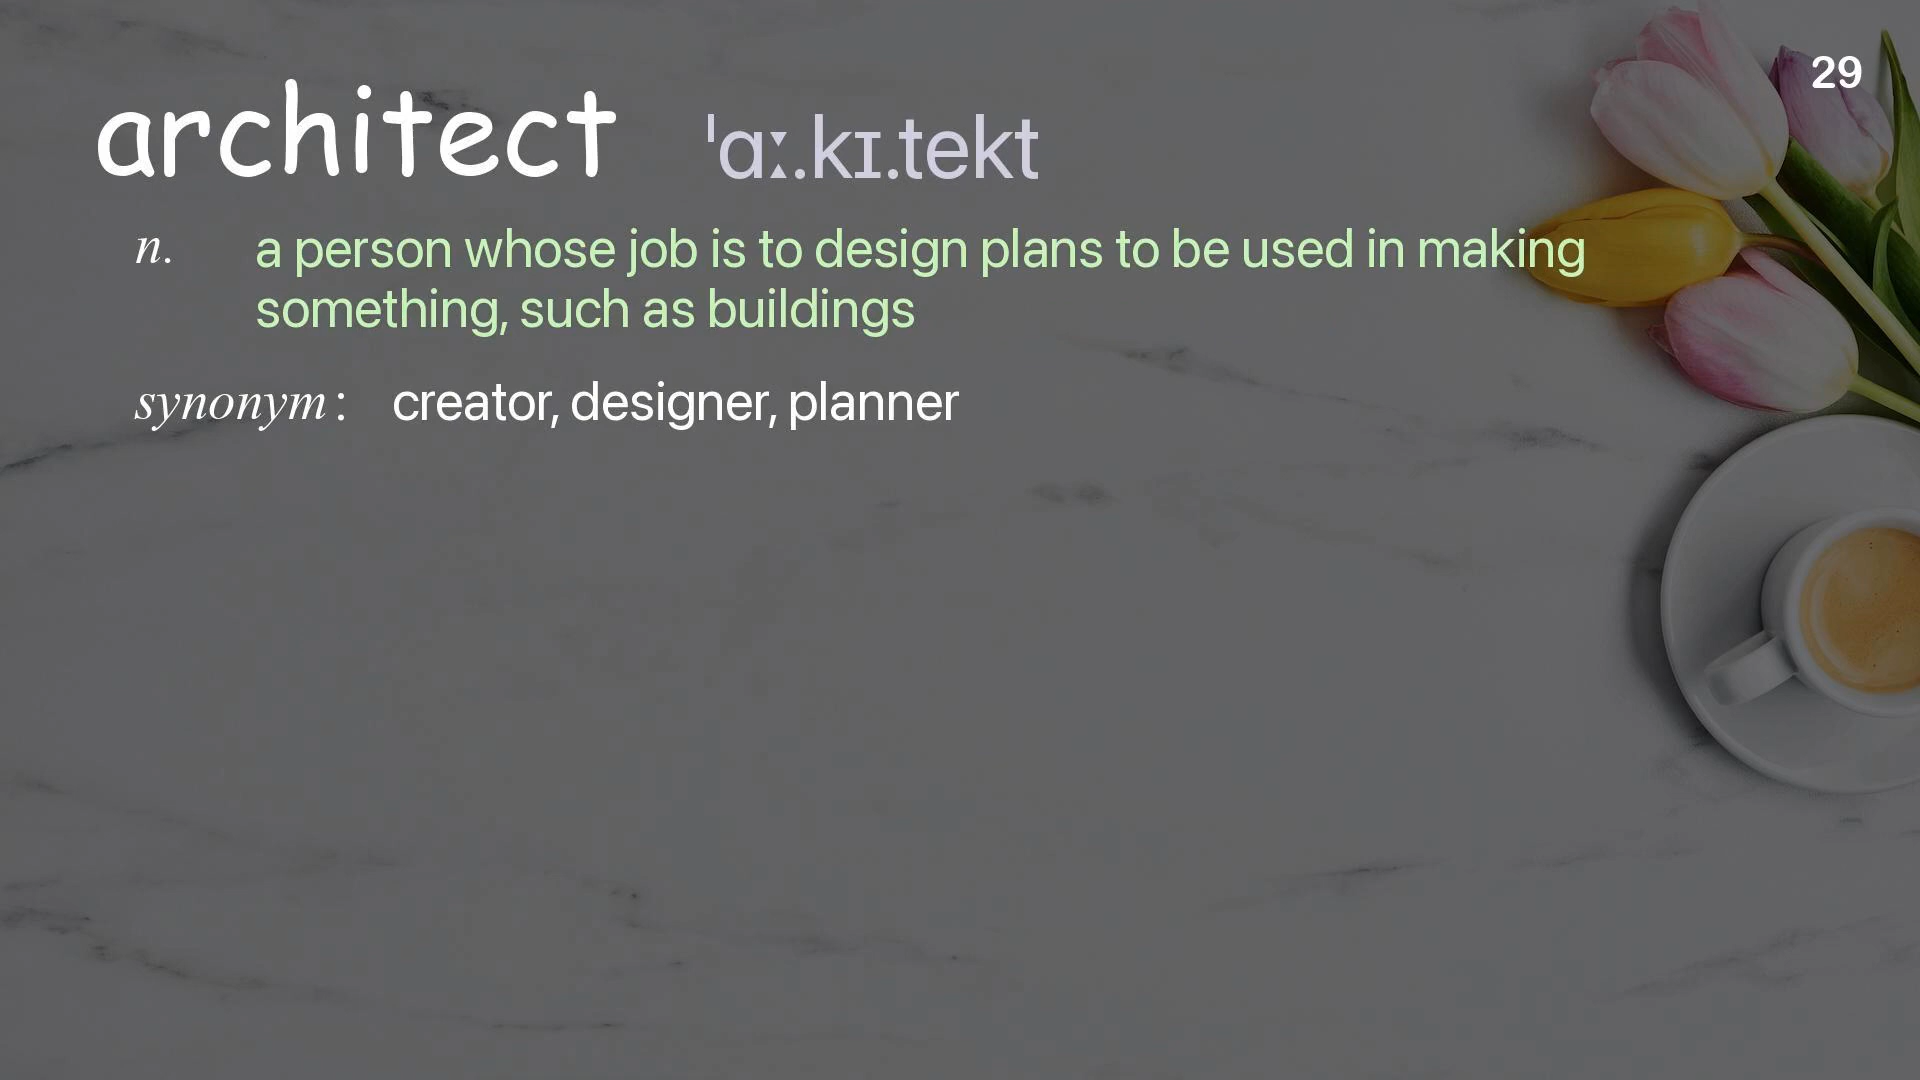 29
architect ˈɑː.kɪ.tekt
n. a person whose job is to design plans to be used in making
something, such as buildings
synonym: creator, designer, planner